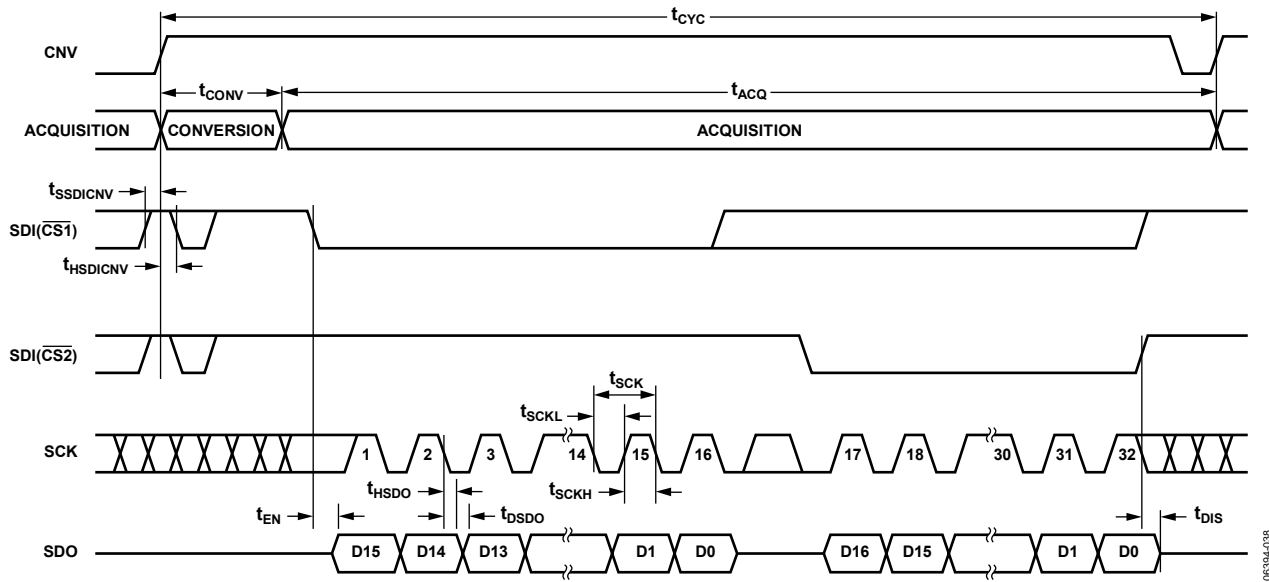 tCYC
CNV
tCONV
tACQ
ACQUISITION
CONVERSION
ACQUISITION
tSSDICNV
SDI(CS1)
tHSDICNV
SDI(CS2)
tSCK
tSCKL
SCK
1 2 3 14 15 16 17 18 30 31 32
tHSDO
tSCKH
tEN
tDSDO
tDIS
SDO
D15 D14 D13 D1 D0 D16 D15 D1 D0
06394-038